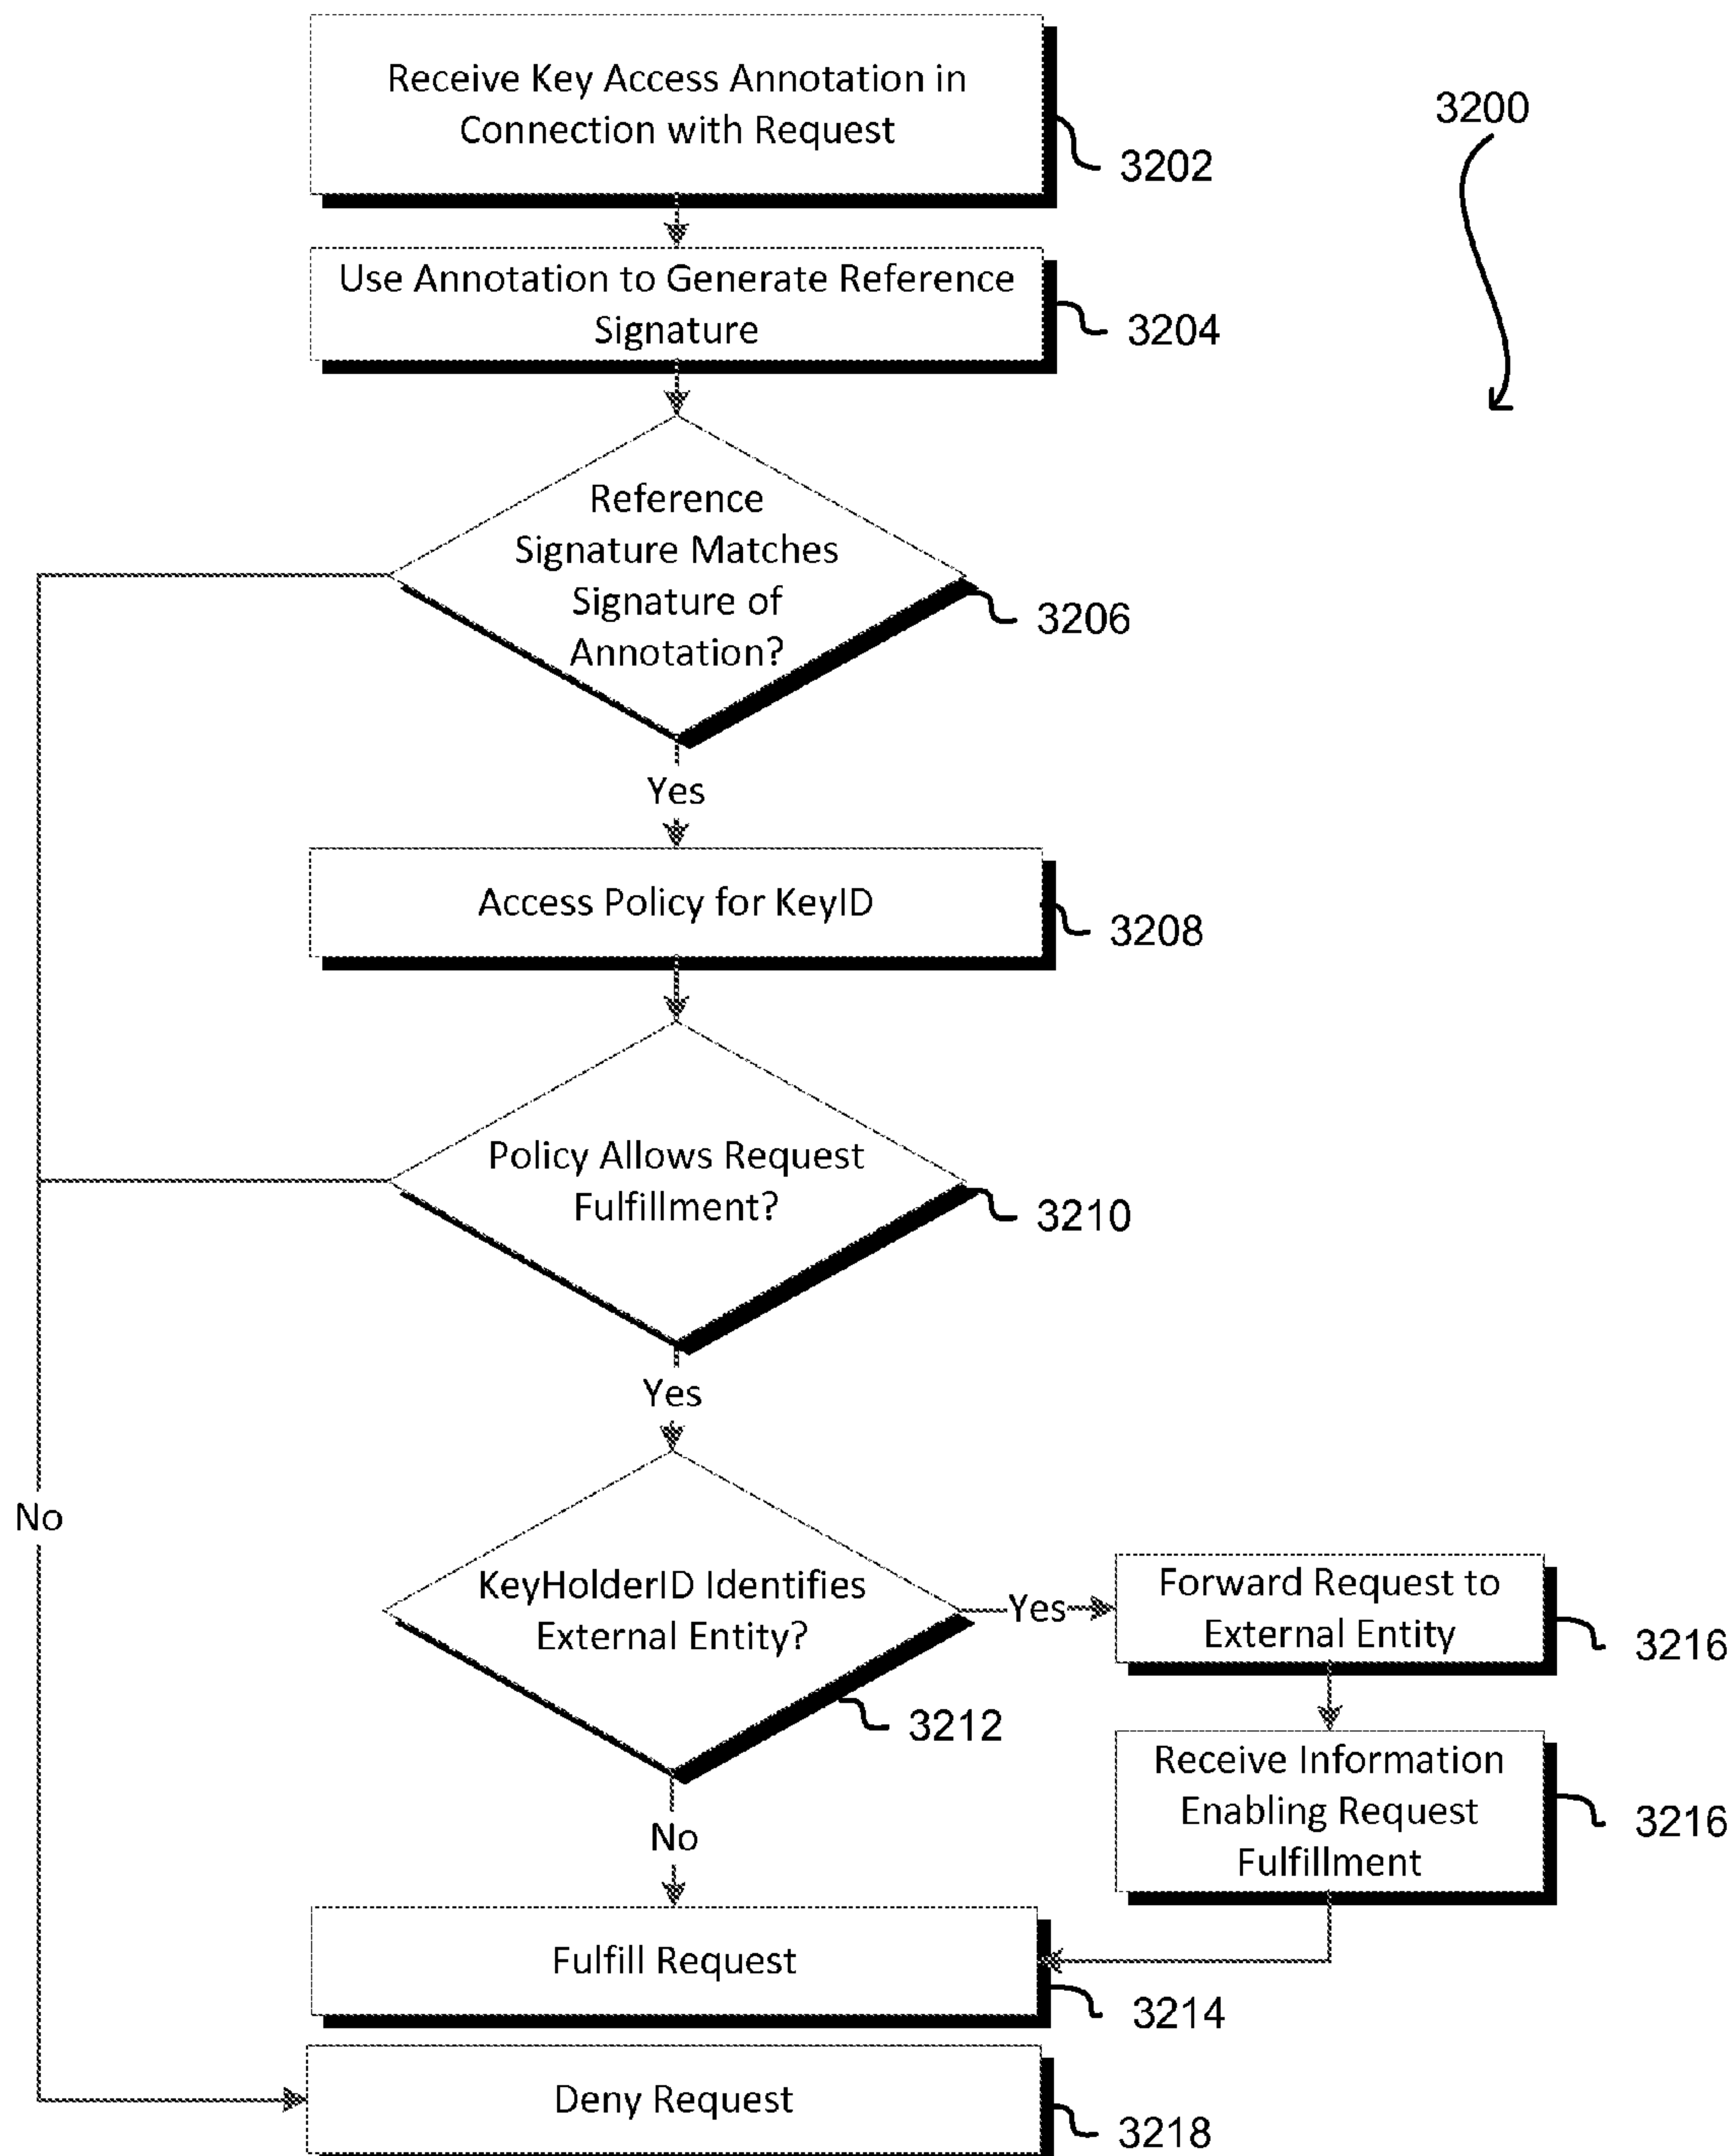 Receive Key Access Annotation in
Connection with Request
3202
3200
Use Annotation to Generate Reference
Signature
3204
Reference
Signature Matches
Signature of
Annotation?
3206
Yes
Access Policy for KeyID
3208
Policy Allows Request
Fulfillment?
3210
Yes
No
KeyHolderID Identifies
External Entity?
3212
Yes
Forward Request to
External Entity
3216
Receive Information
Enabling Request
Fulfillment
3216
No
Fulfill Request
3214
Deny Request
3218